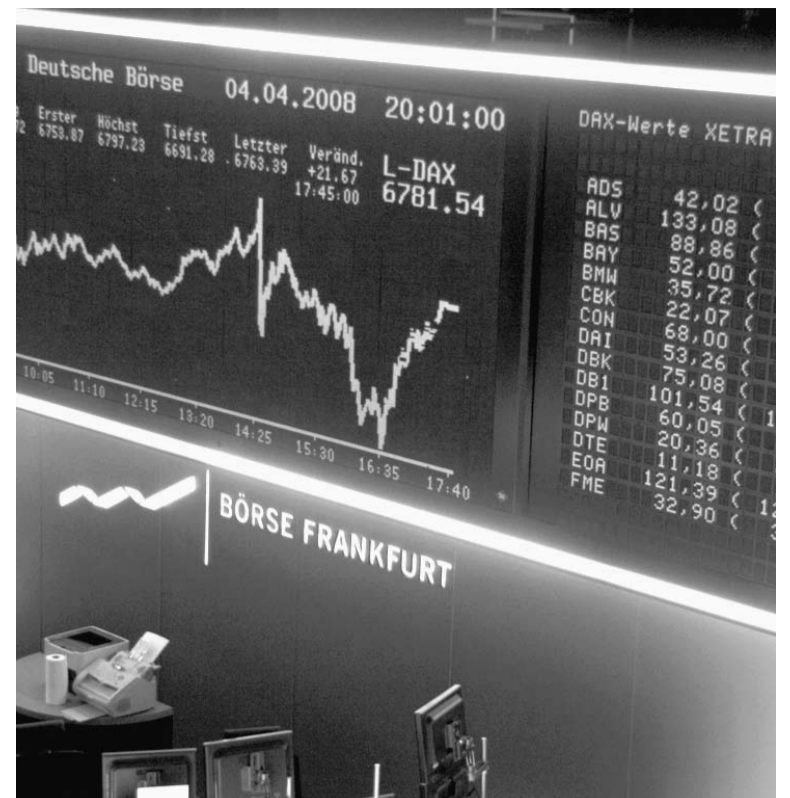 Deutsche Börse 04.04.2008 20:01:00
Erster Höchst Tiefst Letzter Veränd.
6753.87 6797.23 6691.28 6763.39 +21.67
17:45:00
L-DAX
6781.54
10:05 11:10 12:15 13:20 14:25 15:30 16:35 17:40
DAX-Werte XETRA
ADS 42,02 (
ALV 133,08 (
BAS 88,86 (
BAY 52,00 (
BMW 35,72 (
CBK 22,07 (
CON 68,00 (
DAI 53,26 (
DBK 75,08 (
DB1 101,54 (
DPB 60,05 (
DPW 20,36 (
DTE 11,18 (
EOA 121,39 (
FME 32,90 (
BÖRSE FRANKFURT